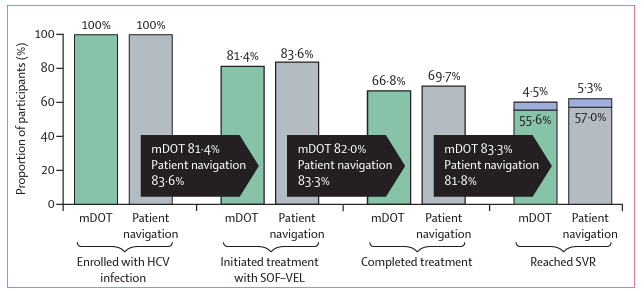 Proportion of participants (%)
100
80
60
40
20
0
100%
100%
81·4%
83·6%
66·8%
69·7%
4·5%
5·3%
55·6%
57·0%
mDOT 81·4%
Patient navigation
83·6%
mDOT 82·0%
Patient navigation
83·3%
mDOT 83·3%
Patient navigation
81·8%
mDOT
Patient
navigation
mDOT
Patient
navigation
mDOT
Patient
navigation
mDOT
Patient
navigation
Enrolled with HCV
infection
Initiated treatment
with SOF–VEL
Completed treatment
Reached SVR